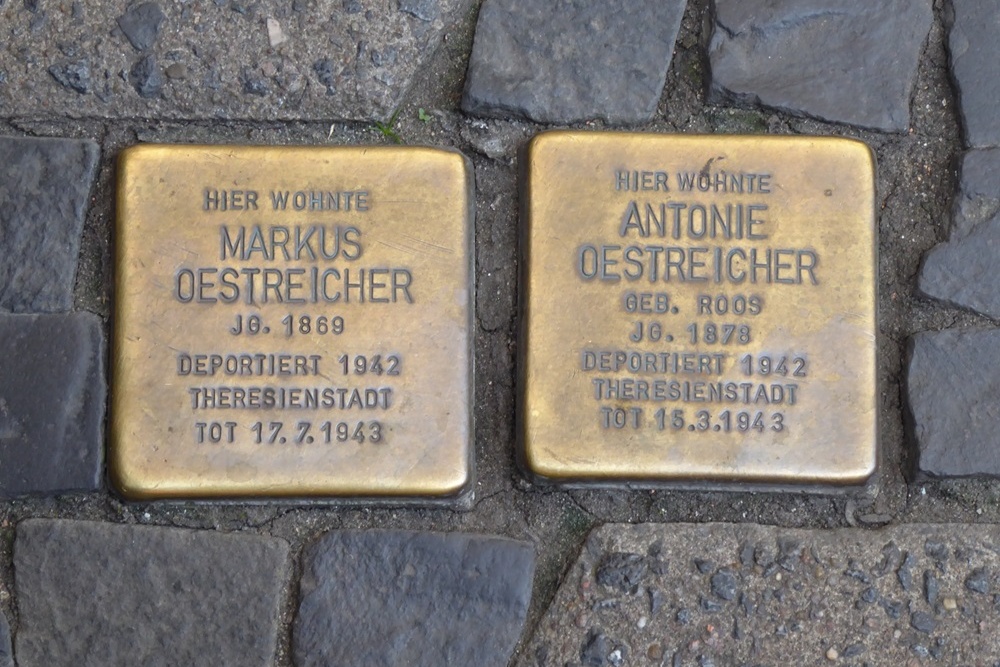 HIER WOHNTE
MARKUS
OESTREICHER
JG. 1869
DEPORTIERT 1942
THERESIENSTADT
TOT 17.7.1943
HIER WOHNTE
ANTONIE
OESTREICHER
GEB. ROOS
JG. 1878
DEPORTIERT 1942
THERESIENSTADT
TOT 15.3.1943